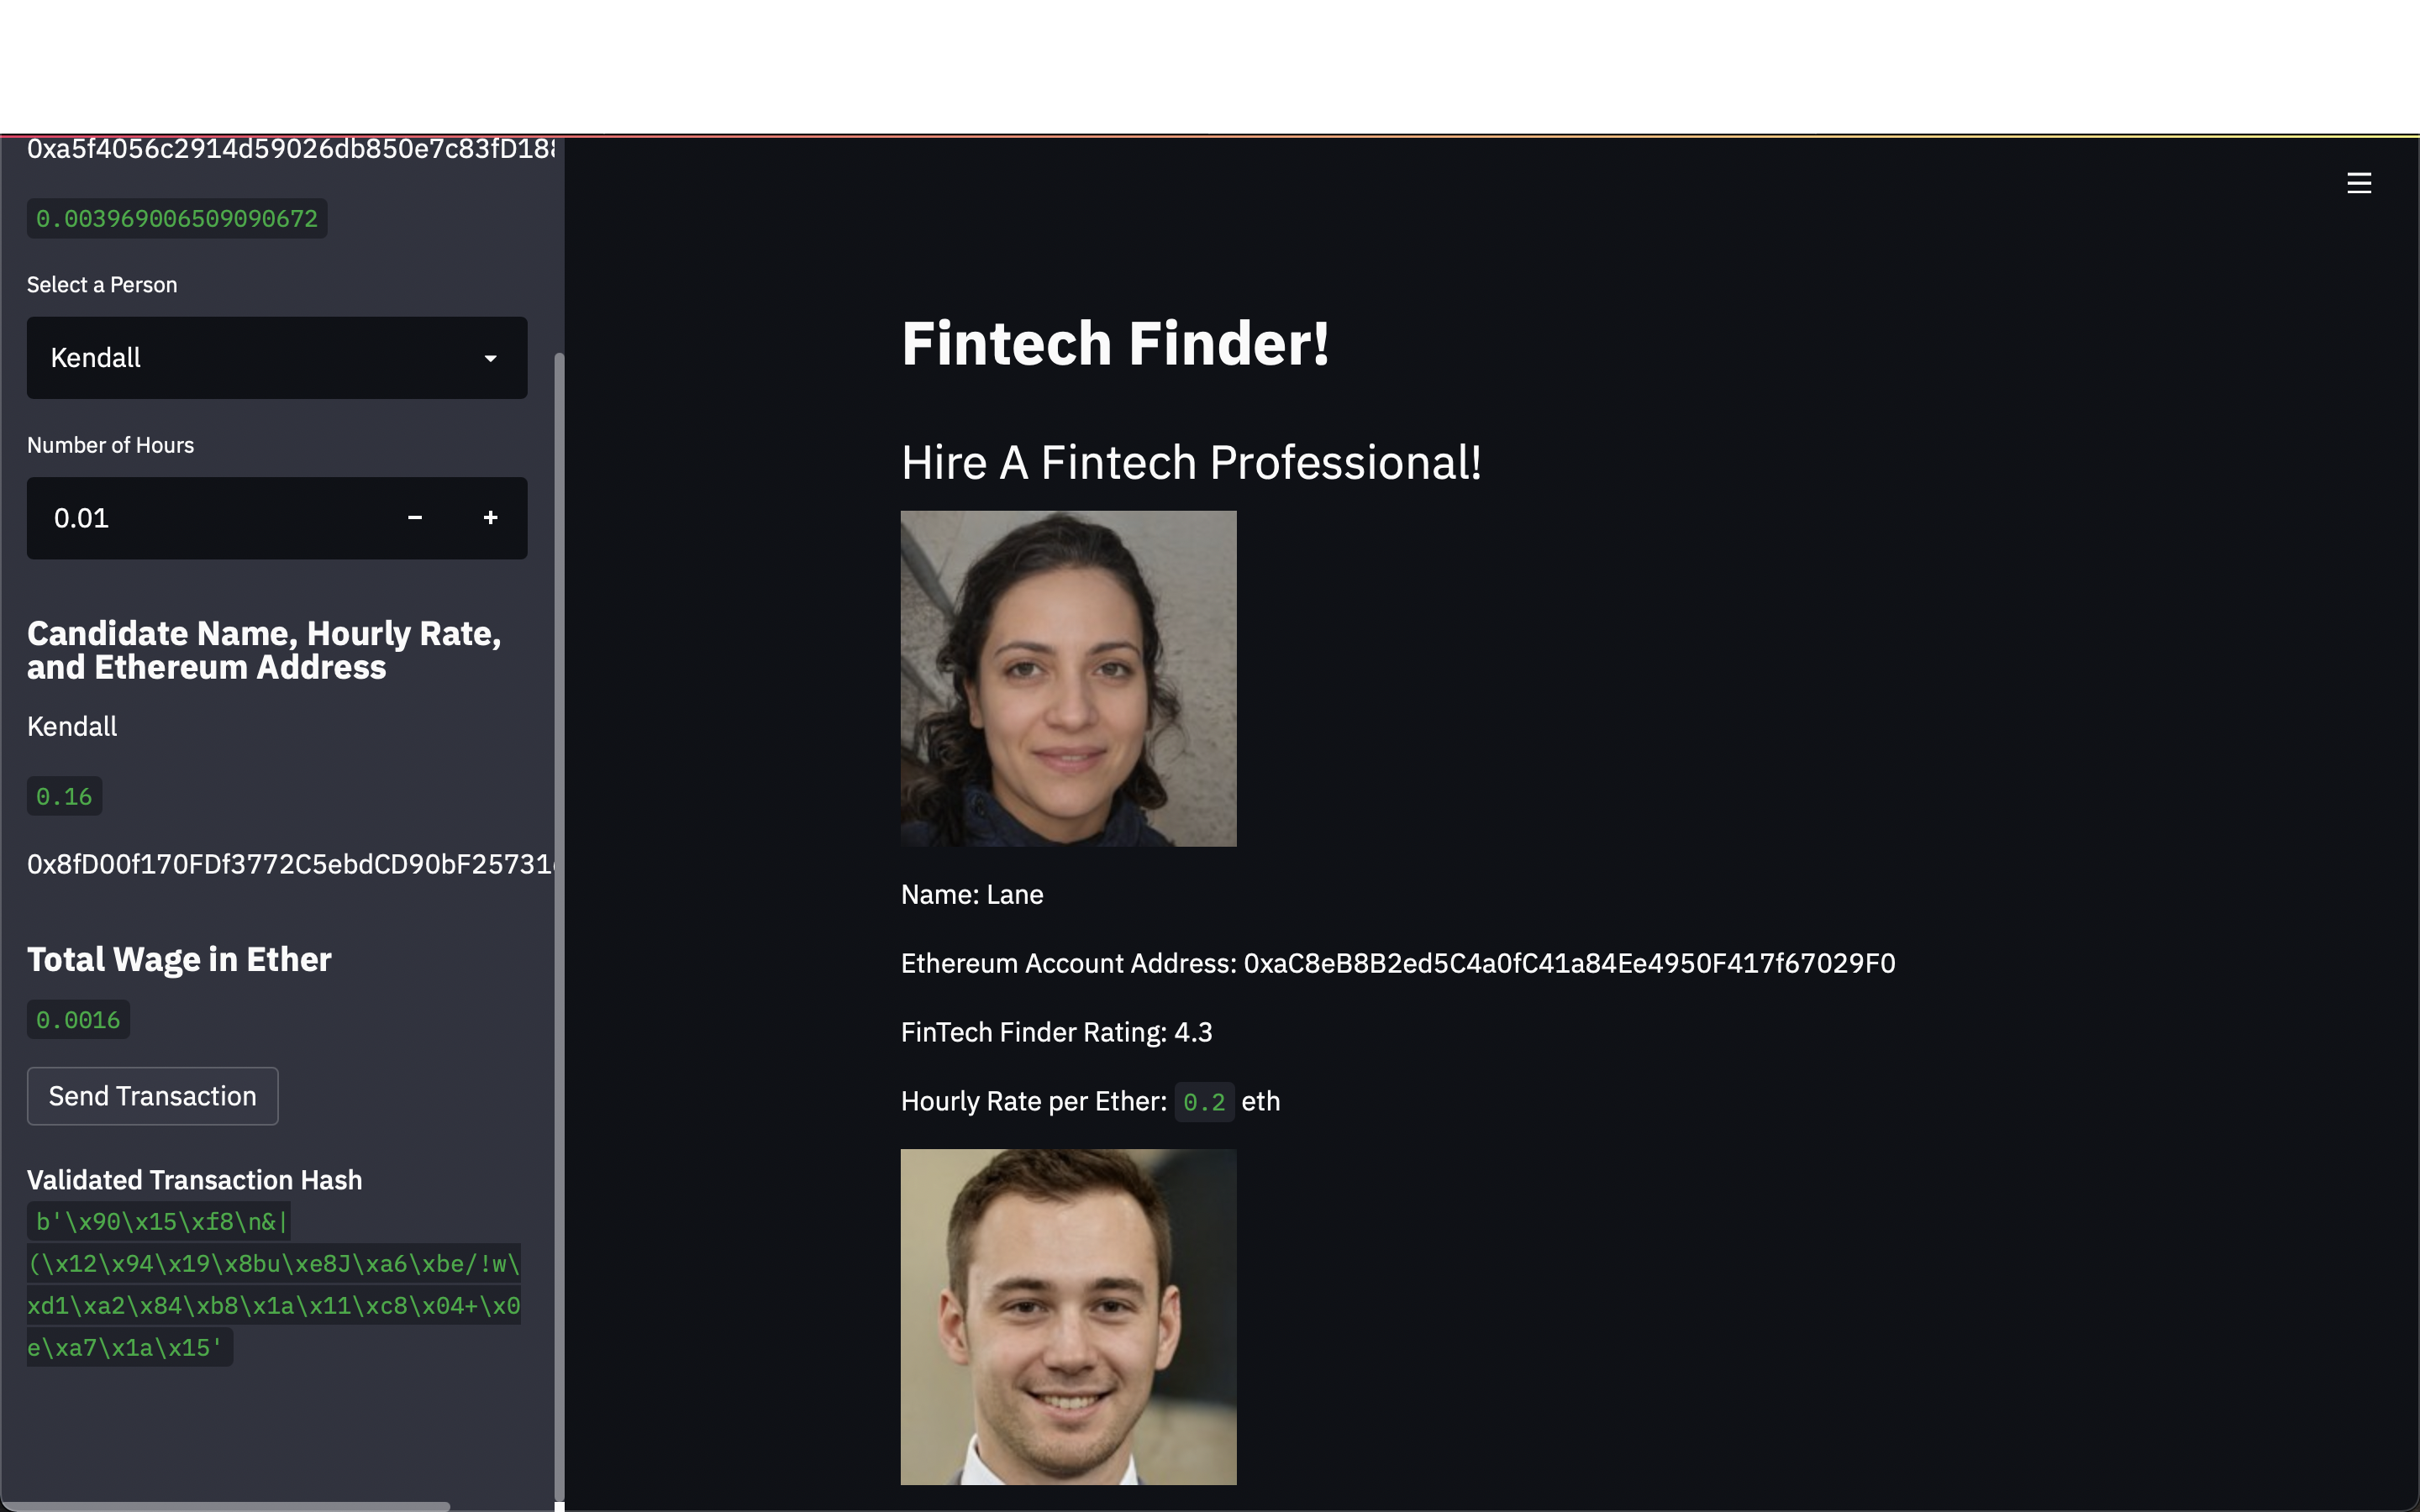 0xa5f4056c2914d59026db850e7c83fD188
0.003969006509090672
Select a Person
Kendall
Number of Hours
0.01
Candidate Name, Hourly Rate,
and Ethereum Address
Kendall
0.16
0x8fD00f170FDf3772C5ebdCD90bF25731
Total Wage in Ether
0.0016
Send Transaction
Validated Transaction Hash
b'\x90\x15\xf8\n&|
(\x12\x94\x19\x8bu\xe8J\xa6\xbe/!w\
xd1\xa2\x84\xb8\x1a\x11\xc8\x04+\x0
e\xa7\x1a\x15'
Fintech Finder!
Hire A Fintech Professional!
Name: Lane
Ethereum Account Address: 0xaC8eB8B2ed5C4a0fC41a84Ee4950F417f67029F0
FinTech Finder Rating: 4.3
Hourly Rate per Ether: 0.2 eth